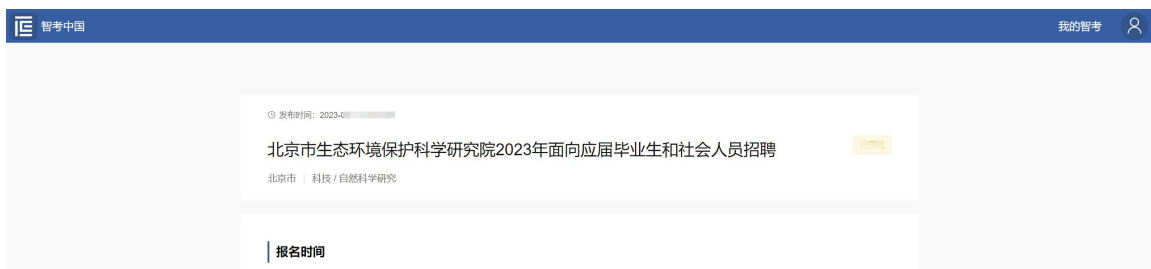 智考中国
我的智考
发布时间：2023-0
北京市生态环境保护科学研究院2023年面向应届毕业生和社会人员招聘
北京市 | 科技 / 自然科学研究
报名时间